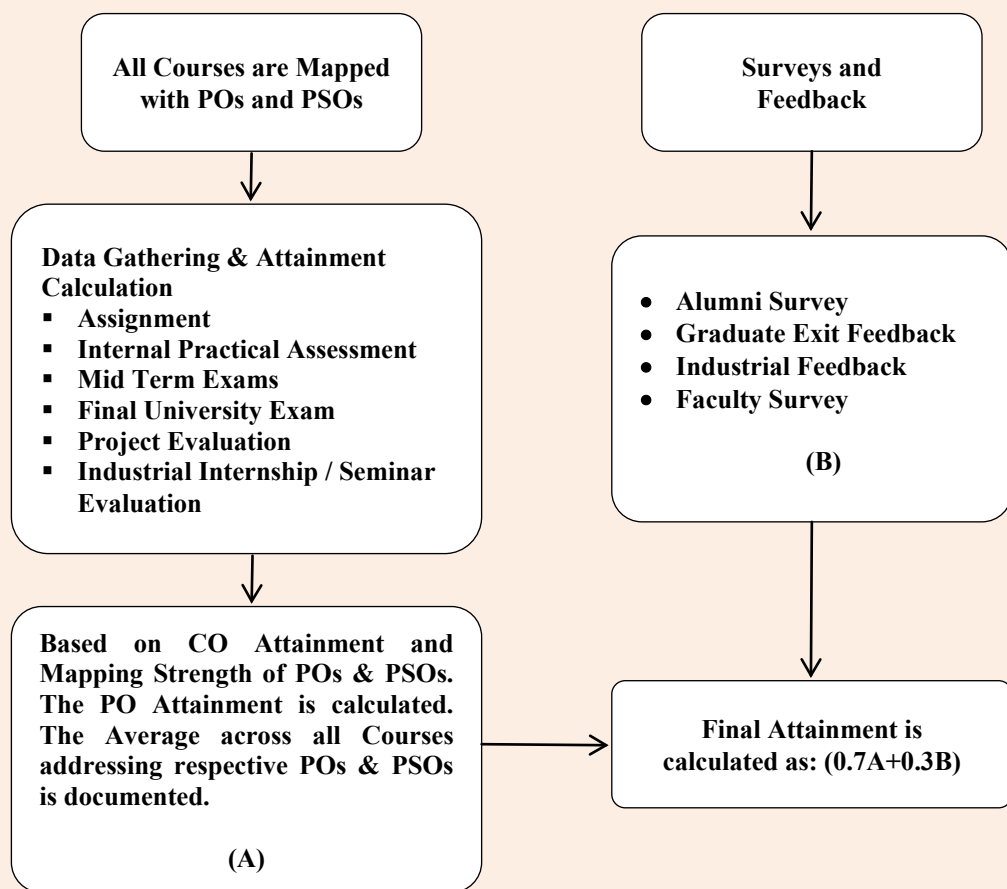 All Courses are Mapped
with POs and PSOs
Data Gathering & Attainment
Calculation
▪ Assignment
▪ Internal Practical Assessment
▪ Mid Term Exams
▪ Final University Exam
▪ Project Evaluation
▪ Industrial Internship / Seminar
Evaluation
Based on CO Attainment and
Mapping Strength of POs & PSOs.
The PO Attainment is calculated.
The Average across all Courses
addressing respective POs & PSOs
is documented.
(A)
Surveys and
Feedback
● Alumni Survey
● Graduate Exit Feedback
● Industrial Feedback
● Faculty Survey
(B)
Final Attainment is
calculated as: (0.7A+0.3B)